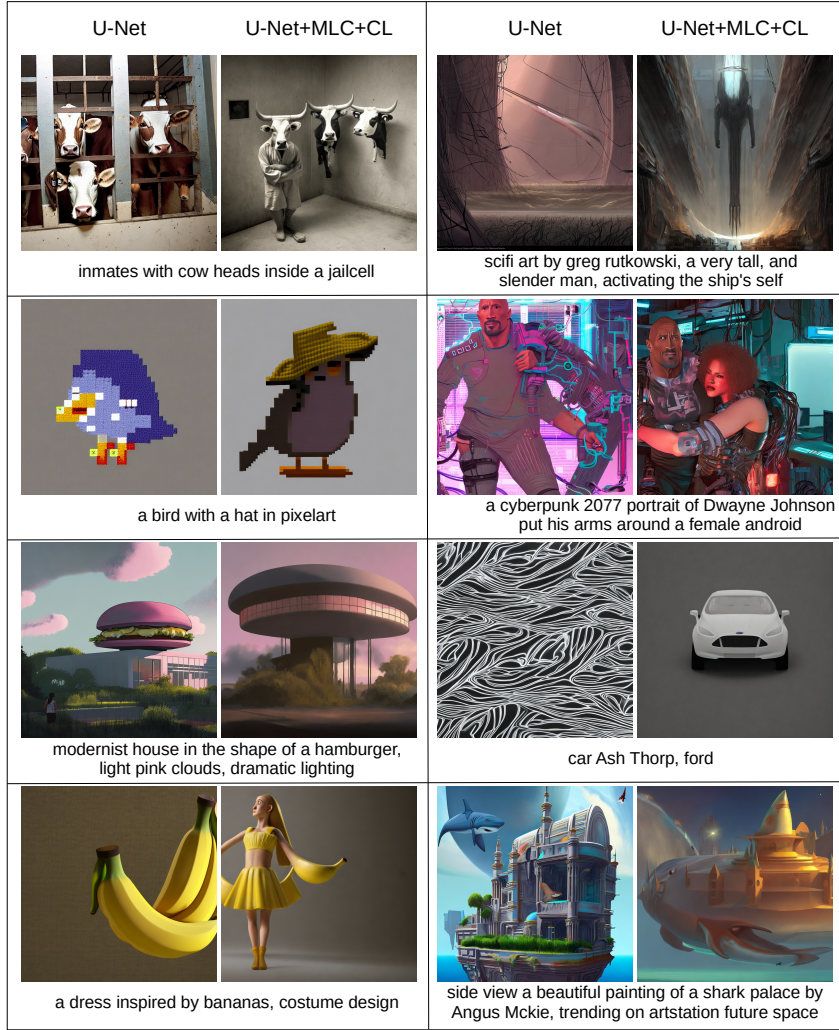 U-Net
U-Net+MLC+CL
U-Net
U-Net+MLC+CL
inmates with cow heads inside a jailcell
scifi art by greg rutkowski, a very tall, and
slender man, activating the ship's self
a bird with a hat in pixelart
a cyberpunk 2077 portrait of Dwayne Johnson
put his arms around a female android
modernist house in the shape of a hamburger,
light pink clouds, dramatic lighting
car Ash Thorp, ford
a dress inspired by bananas, costume design
side view a beautiful painting of a shark palace by
Angus Mckie, trending on artstation future space